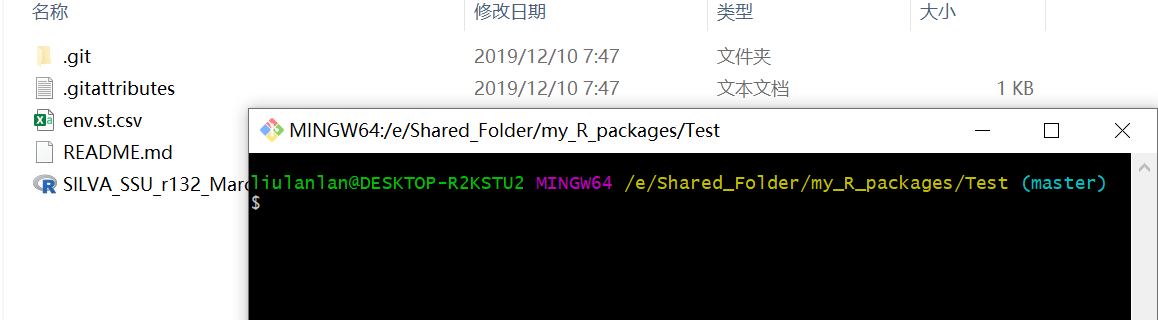 名称 修改日期 类型 大小
.git 2019/12/10 7:47 文件夹
.gitattributes 2019/12/10 7:47 文本文档 1 KB
env.st.csv
MINGW64:/e/Shared_Folder/my_R_packages/Test
README.md
SILVA_SSU_r132_Marc
liulanlan@DESKTOP-R2KSTU2 MINGW64 /e/Shared_Folder/my_R_packages/Test (master)
$